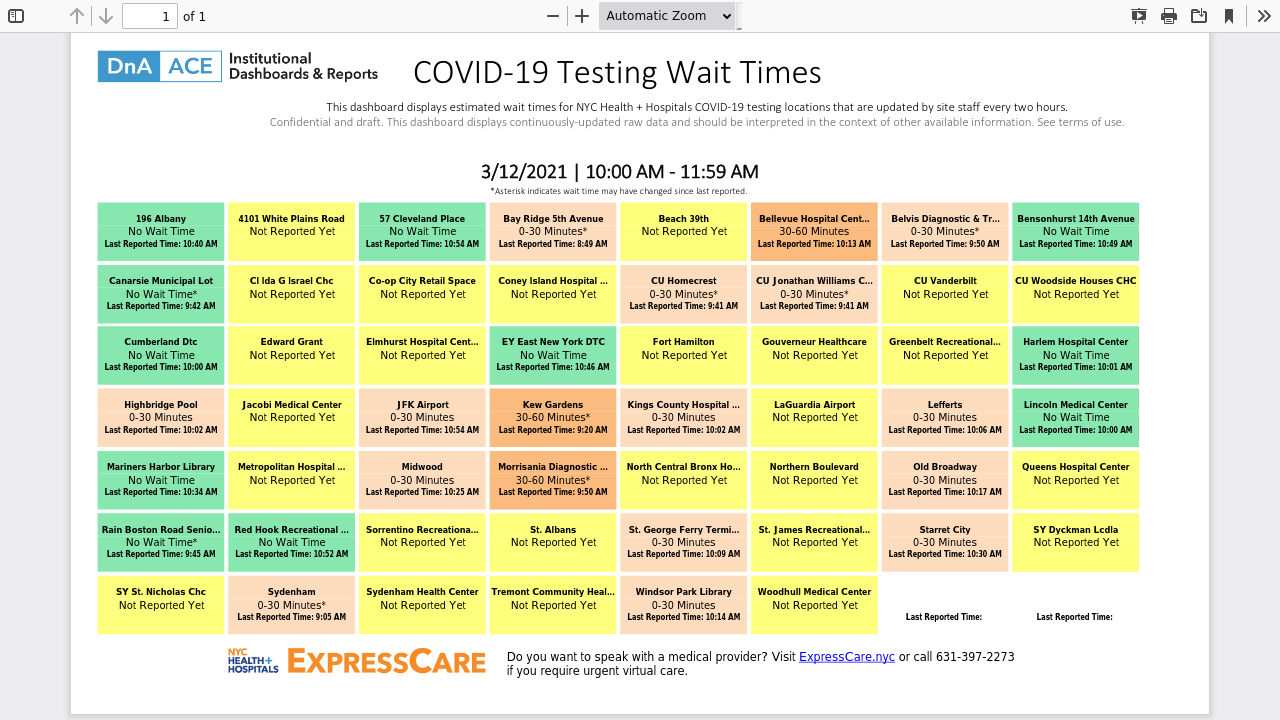 1 of 1
Automatic Zoom
DnA ACE Institutional Dashboards & Reports
COVID-19 Testing Wait Times
This dashboard displays estimated wait times for NYC Health + Hospitals COVID-19 testing locations that are updated by site staff every two hours.
Confidential and draft. This dashboard displays continuously-updated raw data and should be interpreted in the context of other available information. See terms of use.
3/12/2021 | 10:00 AM - 11:59 AM
*Asterisk indicates wait time may have changed since last reported.
196 Albany
No Wait Time
Last Reported Time: 10:40 AM
4101 White Plains Road
Not Reported Yet
57 Cleveland Place
No Wait Time
Last Reported Time: 10:54 AM
Bay Ridge 5th Avenue
0-30 Minutes*
Last Reported Time: 8:49 AM
Beach 39th
Not Reported Yet
Bellevue Hospital Cent...
30-60 Minutes
Last Reported Time: 10:13 AM
Belvis Diagnostic & Tr...
0-30 Minutes*
Last Reported Time: 9:50 AM
Bensonhurst 14th Avenue
No Wait Time
Last Reported Time: 10:49 AM
Canarsie Municipal Lot
No Wait Time*
Last Reported Time: 9:42 AM
Cl Ida G Israel Chc
Not Reported Yet
Co-op City Retail Space
Not Reported Yet
Coney Island Hospital ...
Not Reported Yet
CU Homecrest
0-30 Minutes*
Last Reported Time: 9:41 AM
CU Jonathan Williams C...
0-30 Minutes*
Last Reported Time: 9:41 AM
CU Vanderbilt
Not Reported Yet
CU Woodside Houses CHC
Not Reported Yet
Cumberland Dtc
No Wait Time
Last Reported Time: 10:00 AM
Edward Grant
Not Reported Yet
Elmhurst Hospital Cent...
Not Reported Yet
EY East New York DTC
No Wait Time
Last Reported Time: 10:46 AM
Fort Hamilton
Not Reported Yet
Gouverneur Healthcare
Not Reported Yet
Greenbelt Recreational...
Not Reported Yet
Harlem Hospital Center
No Wait Time
Last Reported Time: 10:01 AM
Highbridge Pool
0-30 Minutes
Last Reported Time: 10:02 AM
Jacobi Medical Center
Not Reported Yet
JFK Airport
0-30 Minutes
Last Reported Time: 10:54 AM
Kew Gardens
30-60 Minutes*
Last Reported Time: 9:20 AM
Kings County Hospital ...
0-30 Minutes
Last Reported Time: 10:02 AM
LaGuardia Airport
Not Reported Yet
Lefferts
0-30 Minutes
Last Reported Time: 10:06 AM
Lincoln Medical Center
No Wait Time
Last Reported Time: 10:00 AM
Mariners Harbor Library
No Wait Time
Last Reported Time: 10:34 AM
Metropolitan Hospital ...
Not Reported Yet
Midwood
0-30 Minutes
Last Reported Time: 10:25 AM
Morrisania Diagnostic ...
30-60 Minutes*
Last Reported Time: 9:50 AM
North Central Bronx Ho...
Not Reported Yet
Northern Boulevard
Not Reported Yet
Old Broadway
0-30 Minutes
Last Reported Time: 10:17 AM
Queens Hospital Center
Not Reported Yet
Rain Boston Road Senio...
No Wait Time*
Last Reported Time: 9:45 AM
Red Hook Recreational ...
No Wait Time
Last Reported Time: 10:52 AM
Sorrentino Recreationa...
Not Reported Yet
St. Albans
Not Reported Yet
St. George Ferry Termi...
0-30 Minutes
Last Reported Time: 10:09 AM
St. James Recreational...
Not Reported Yet
Starret City
0-30 Minutes
Last Reported Time: 10:30 AM
SY Dyckman Lcdla
Not Reported Yet
SY St. Nicholas Chc
Not Reported Yet
Sydenham
0-30 Minutes*
Last Reported Time: 9:05 AM
Sydenham Health Center
Not Reported Yet
Tremont Community Heal...
Not Reported Yet
Windsor Park Library
0-30 Minutes
Last Reported Time: 10:14 AM
Woodhull Medical Center
Not Reported Yet
Last Reported Time:
Last Reported Time:
NYC HEALTH+ HOSPITALS
EXPRESSCARE
Do you want to speak with a medical provider? Visit ExpressCare.nyc or call 631-397-2273
if you require urgent virtual care.